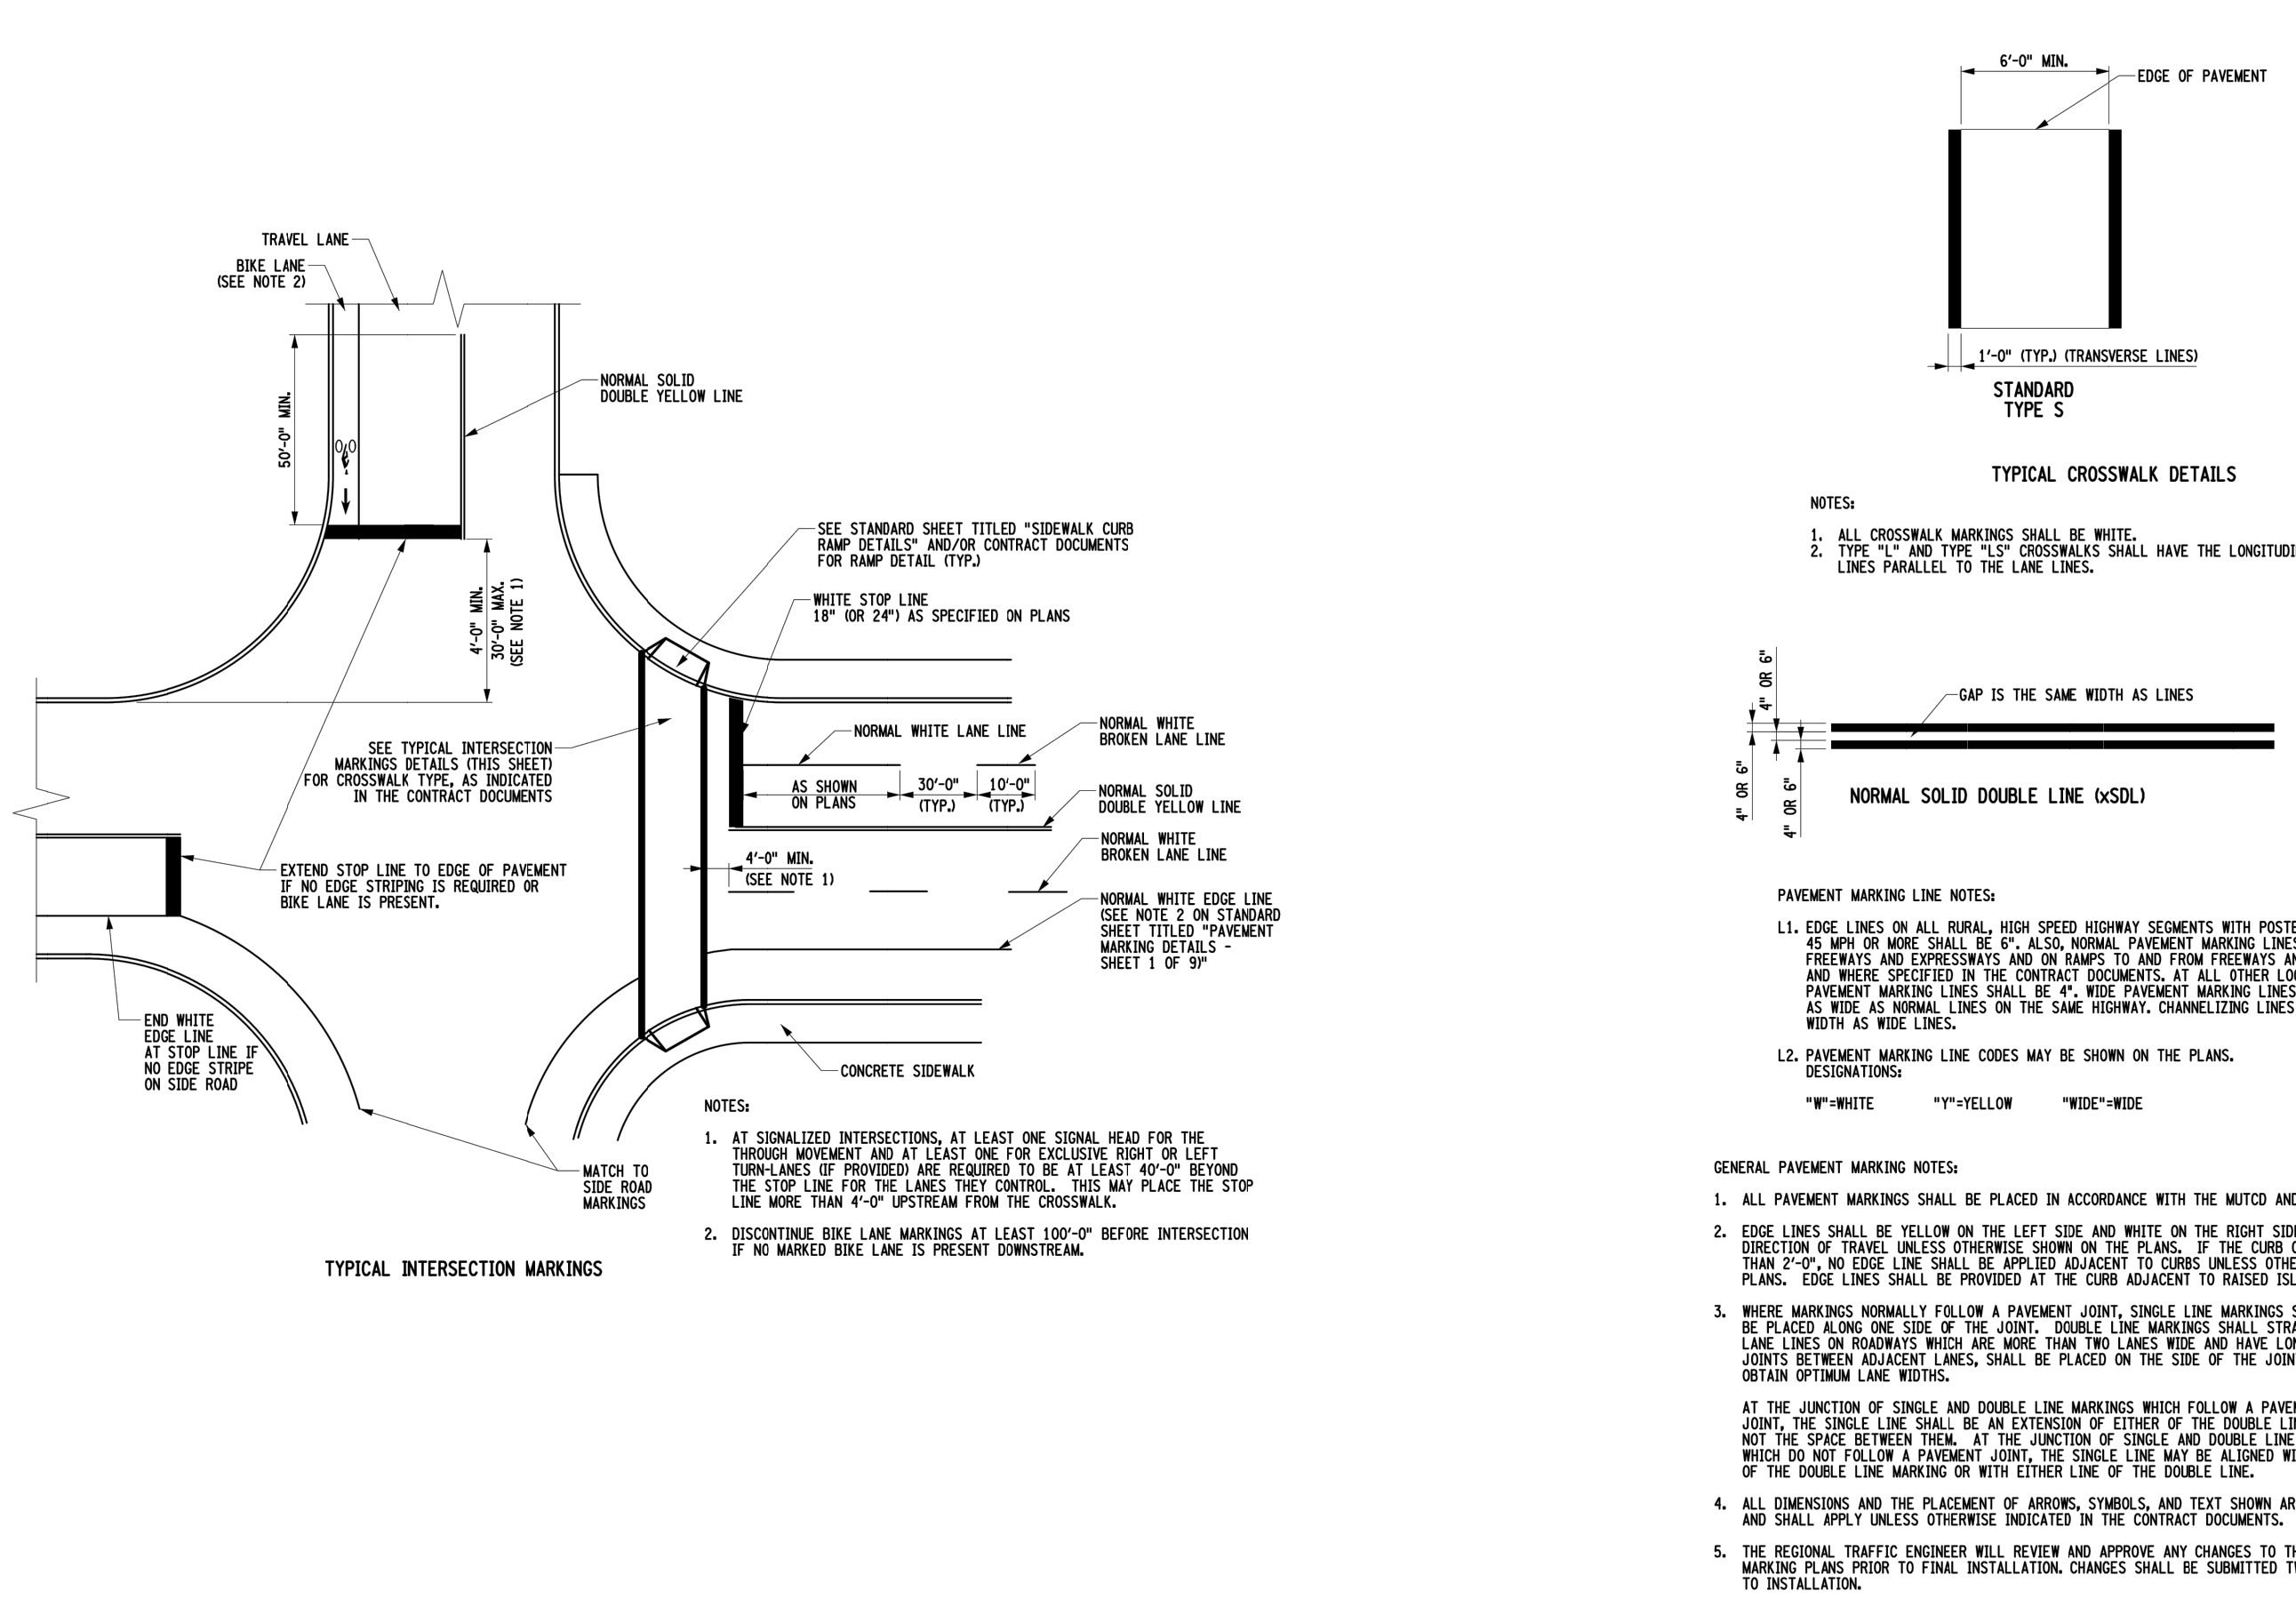 TRAVEL LANE
BIKE LANE
(SEE NOTE 2)
50'-0" MIN.
NORMAL SOLID
DOUBLE YELLOW LINE
4'-0" MIN.
30'-0" MAX.
(SEE NOTE 1)
SEE STANDARD SHEET TITLED "SIDEWALK CURB
RAMP DETAILS" AND/OR CONTRACT DOCUMENTS
FOR RAMP DETAIL (TYP.)
WHITE STOP LINE
18" (OR 24") AS SPECIFIED ON PLANS
SEE TYPICAL INTERSECTION
MARKINGS DETAILS (THIS SHEET)
FOR CROSSWALK TYPE, AS INDICATED
IN THE CONTRACT DOCUMENTS
NORMAL WHITE LANE LINE
NORMAL WHITE
BROKEN LANE LINE
AS SHOWN
ON PLANS
30'-0"
(TYP.)
10'-0"
(TYP.)
NORMAL SOLID
DOUBLE YELLOW LINE
NORMAL WHITE
BROKEN LANE LINE
4'-0" MIN.
(SEE NOTE 1)
EXTEND STOP LINE TO EDGE OF PAVEMENT
IF NO EDGE STRIPING IS REQUIRED OR
BIKE LANE IS PRESENT.
NORMAL WHITE EDGE LINE
(SEE NOTE 2 ON STANDARD
SHEET TITLED "PAVEMENT
MARKING DETAILS -
SHEET 1 OF 9)"
END WHITE
EDGE LINE
AT STOP LINE IF
NO EDGE STRIPE
ON SIDE ROAD
CONCRETE SIDEWALK
MATCH TO
SIDE ROAD
MARKINGS
NOTES:
1. AT SIGNALIZED INTERSECTIONS, AT LEAST ONE SIGNAL HEAD FOR THE
THROUGH MOVEMENT AND AT LEAST ONE FOR EXCLUSIVE RIGHT OR LEFT
TURN-LANES (IF PROVIDED) ARE REQUIRED TO BE AT LEAST 40'-0" BEYOND
THE STOP LINE FOR THE LANES THEY CONTROL. THIS MAY PLACE THE STOP
LINE MORE THAN 4'-0" UPSTREAM FROM THE CROSSWALK.
2. DISCONTINUE BIKE LANE MARKINGS AT LEAST 100'-0" BEFORE INTERSECTION
IF NO MARKED BIKE LANE IS PRESENT DOWNSTREAM.
TYPICAL INTERSECTION MARKINGS
6'-0" MIN.
EDGE OF PAVEMENT
1'-0" (TYP.) (TRANSVERSE LINES)
STANDARD
TYPE S
TYPICAL CROSSWALK DETAILS
NOTES:
1. ALL CROSSWALK MARKINGS SHALL BE WHITE.
2. TYPE "L" AND TYPE "LS" CROSSWALKS SHALL HAVE THE
LINES PARALLEL TO THE LANE LINES.
4" OR 6"
GAP IS THE SAME WIDTH AS LINES
4" OR 6"
4" OR 6"
NORMAL SOLID DOUBLE LINE (xSDL)
PAVEMENT MARKING LINE NOTES:
L1. EDGE LINES ON ALL RURAL, HIGH SPEED HIGHWAY SEGMENTS WITH
45 MPH OR MORE SHALL BE 6". ALSO, NORMAL PAVEMENT MARKING
FREEWAYS AND EXPRESSWAYS AND ON RAMPS TO AND FROM FREEWAYS
AND WHERE SPECIFIED IN THE CONTRACT DOCUMENTS. AT ALL OTHER
PAVEMENT MARKING LINES SHALL BE 4". WIDE PAVEMENT MARKING LINES
AS WIDE AS NORMAL LINES ON THE SAME HIGHWAY. CHANNELIZING LINES
WIDTH AS WIDE LINES.
L2. PAVEMENT MARKING LINE CODES MAY BE SHOWN ON THE PLANS.
DESIGNATIONS:
"W"=WHITE "Y"=YELLOW "WIDE"=WIDE
GENERAL PAVEMENT MARKING NOTES:
1. ALL PAVEMENT MARKINGS SHALL BE PLACED IN ACCORDANCE WITH THE MUTCD
2. EDGE LINES SHALL BE YELLOW ON THE LEFT SIDE AND WHITE ON THE RIGHT
DIRECTION OF TRAVEL UNLESS OTHERWISE SHOWN ON THE PLANS. IF THE CURB
THAN 2'-0", NO EDGE LINE SHALL BE APPLIED ADJACENT TO CURBS UNLESS
PLANS. EDGE LINES SHALL BE PROVIDED AT THE CURB ADJACENT TO RAISED
3. WHERE MARKINGS NORMALLY FOLLOW A PAVEMENT JOINT, SINGLE LINE MARKINGS
BE PLACED ALONG ONE SIDE OF THE JOINT. DOUBLE LINE MARKINGS SHALL
LANE LINES ON ROADWAYS WHICH ARE MORE THAN TWO LANES WIDE AND HAVE
JOINTS BETWEEN ADJACENT LANES, SHALL BE PLACED ON THE SIDE OF THE
OBTAIN OPTIMUM LANE WIDTHS.
AT THE JUNCTION OF SINGLE AND DOUBLE LINE MARKINGS WHICH FOLLOW A
JOINT, THE SINGLE LINE SHALL BE AN EXTENSION OF EITHER OF THE DOUBLE
NOT THE SPACE BETWEEN THEM. AT THE JUNCTION OF SINGLE AND DOUBLE LINE
WHICH DO NOT FOLLOW A PAVEMENT JOINT, THE SINGLE LINE MAY BE ALIGNED
OF THE DOUBLE LINE MARKING OR WITH EITHER LINE OF THE DOUBLE LINE.
4. ALL DIMENSIONS AND THE PLACEMENT OF ARROWS, SYMBOLS, AND TEXT SHOWN
AND SHALL APPLY UNLESS OTHERWISE INDICATED IN THE CONTRACT DOCUMENTS.
5. THE REGIONAL TRAFFIC ENGINEER WILL REVIEW AND APPROVE ANY CHANGES TO
MARKING PLANS PRIOR TO FINAL INSTALLATION. CHANGES SHALL BE SUBMITTED
TO INSTALLATION.